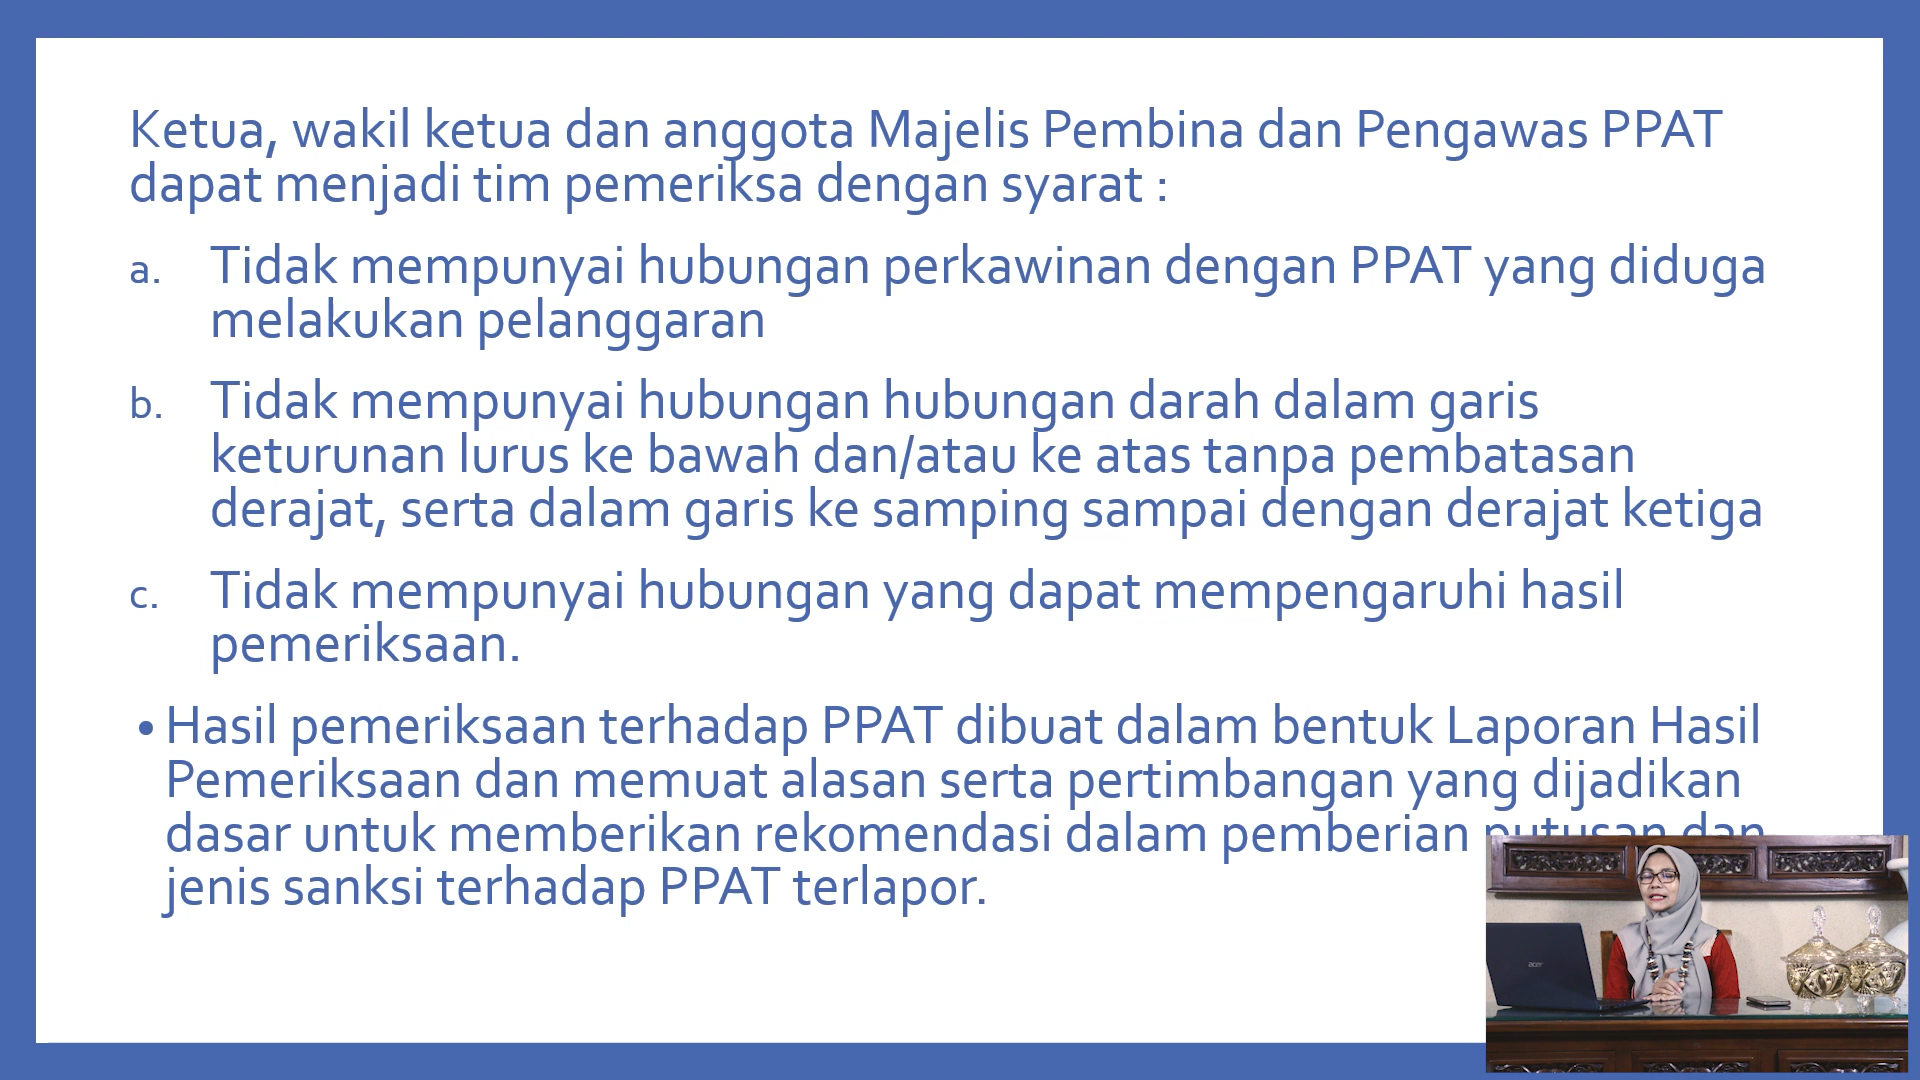 Ketua, wakil ketua dan anggota Majelis Pembina dan Pengawas PPAT
dapat menjadi tim pemeriksa dengan syarat :
a. Tidak mempunyai hubungan perkawinan dengan PPAT yang diduga
melakukan pelanggaran
b. Tidak mempunyai hubungan hubungan darah dalam garis
keturunan lurus ke bawah dan/atau ke atas tanpa pembatasan
derajat, serta dalam garis ke samping sampai dengan derajat ketiga
c. Tidak mempunyai hubungan yang dapat mempengaruhi hasil
pemeriksaan.
• Hasil pemeriksaan terhadap PPAT dibuat dalam bentuk Laporan Hasil
Pemeriksaan dan memuat alasan serta pertimbangan yang dijadikan
dasar untuk memberikan rekomendasi dalam pemberian putusan dan
jenis sanksi terhadap PPAT terlapor.
acer